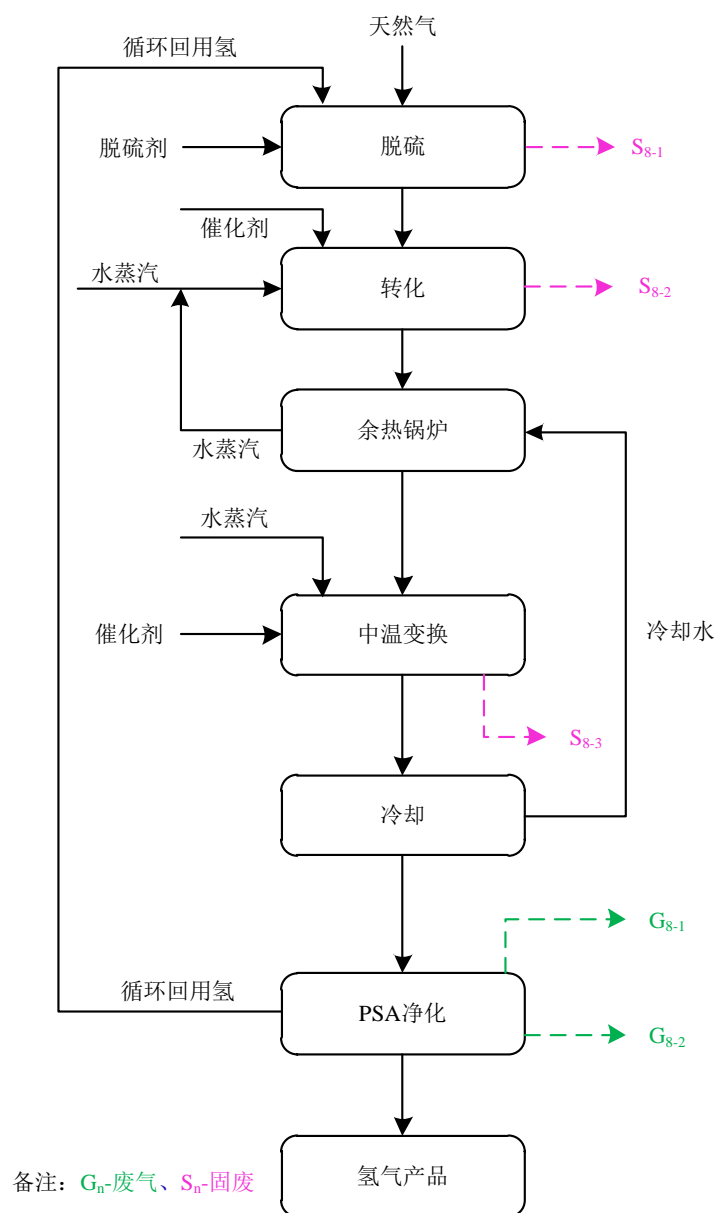 天然气
循环回用氢
脱硫剂
脱硫
S8-1
催化剂
水蒸汽
转化
S8-2
余热锅炉
水蒸汽
水蒸汽
催化剂
中温变换
冷却水
S8-3
冷却
G8-1
循环回用氢
PSA净化
G8-2
氢气产品
备注：Gn-废气、Sn-固废